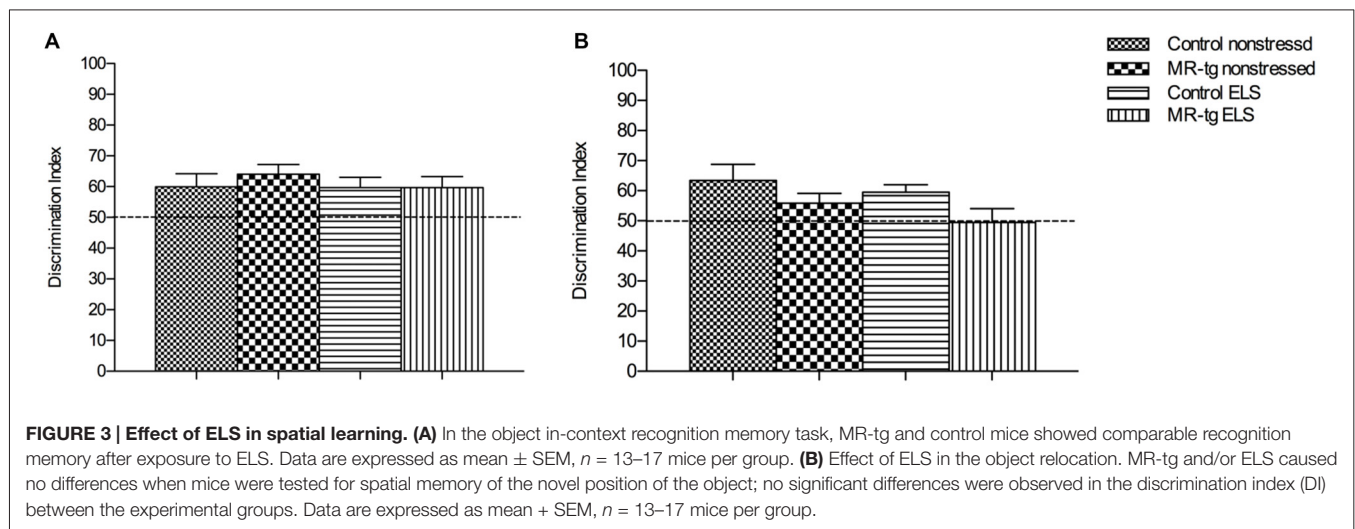 A
100
90
80
70
60
50
40
30
20
10
0
Discrimination Index
B
100
90
80
70
60
50
40
30
20
10
0
Discrimination Index
Control nonstressd
MR-tg nonstressed
Control ELS
MR-tg ELS
FIGURE 3 | Effect of ELS in spatial learning. (A) In the object in-context recognition memory task, MR-tg and control mice showed comparable recognition
memory after exposure to ELS. Data are expressed as mean ± SEM, n = 13–17 mice per group. (B) Effect of ELS in the object relocation. MR-tg and/or ELS caused
no differences when mice were tested for spatial memory of the novel position of the object; no significant differences were observed in the discrimination index (DI)
between the experimental groups. Data are expressed as mean + SEM, n = 13–17 mice per group.